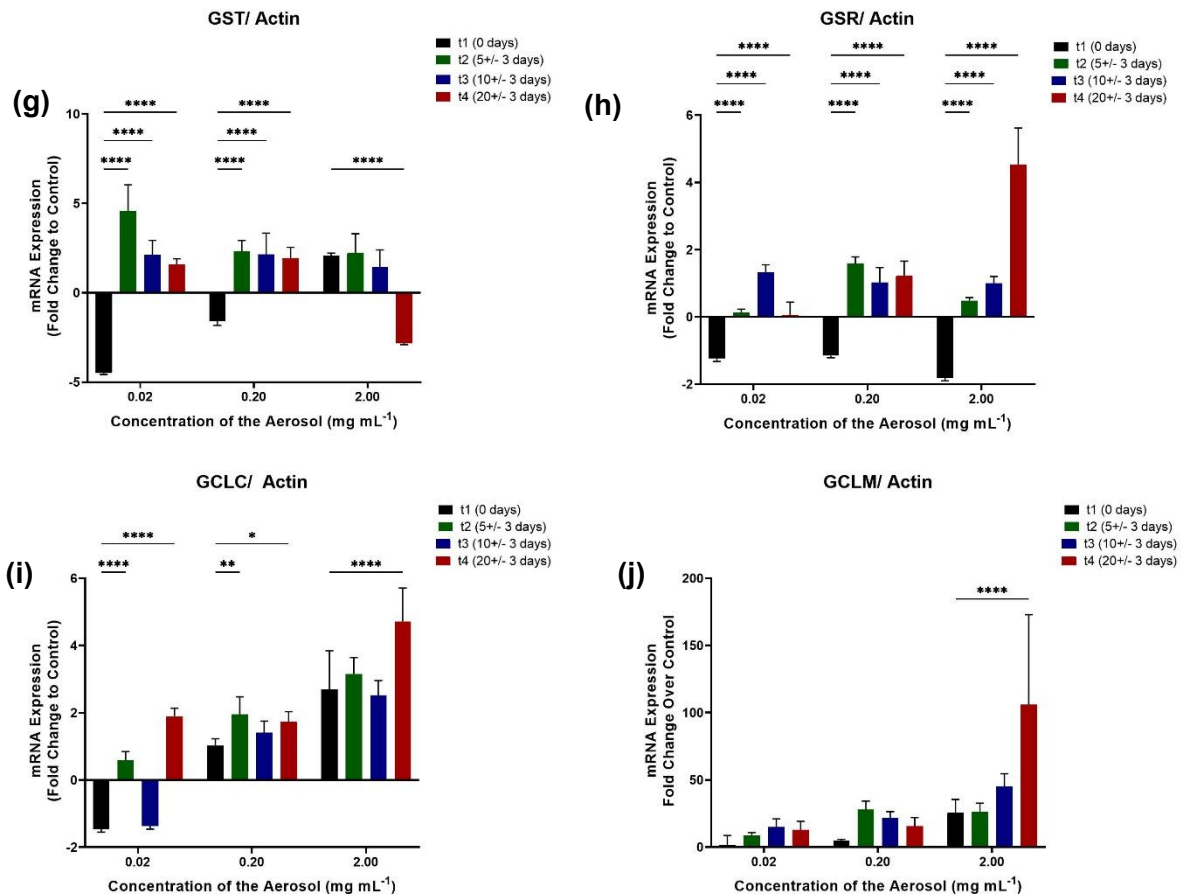 (g)
GST/ Actin
t1 (0 days)
t2 (5+/- 3 days)
t3 (10+/- 3 days)
t4 (20+/- 3 days)
**** **** ****
**** **** ****
****
mRNA Expression
(Fold Change to Control)
10
5
0
-5
0.02 0.20 2.00
Concentration of the Aerosol (mg mL-1)
(h)
GSR/ Actin
t1 (0 days)
t2 (5+/- 3 days)
t3 (10+/- 3 days)
t4 (20+/- 3 days)
**** **** ****
**** **** ****
**** **** ****
mRNA Expression
(Fold Change to Control)
6
4
2
0
-2
0.02 0.20 2.00
Concentration of the Aerosol (mg mL-1)
(i)
GCLC/ Actin
t1 (0 days)
t2 (5+/- 3 days)
t3 (10+/- 3 days)
t4 (20+/- 3 days)
**** *
**** ** ****
mRNA Expression
(Fold Change to Control)
6
4
2
0
-2
0.02 0.20 2.00
Concentration of the Aerosol (mg mL-1)
(j)
GCLM/ Actin
t1 (0 days)
t2 (5+/- 3 days)
t3 (10+/- 3 days)
t4 (20+/- 3 days)
****
mRNA Expression
Fold Change Over Control
200
150
100
50
0
0.02 0.20 2.00
Concentration of the Aerosol (mg mL-1)